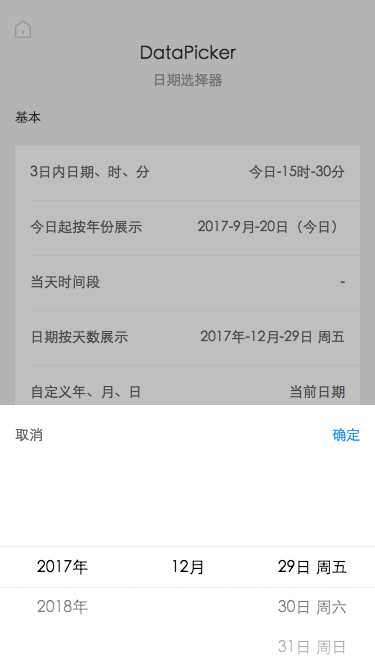 DataPicker
日期选择器
基本
3日内日期、时、分 今日-15时-30分
今日起按年份展示 2017-9月-20日（今日）
当天时间段 -
日期按天数展示 2017年-12月-29日 周五
自定义年、月、日 当前日期
取消 确定
2017年 12月 29日 周五
2018年 30日 周六
31日 周日